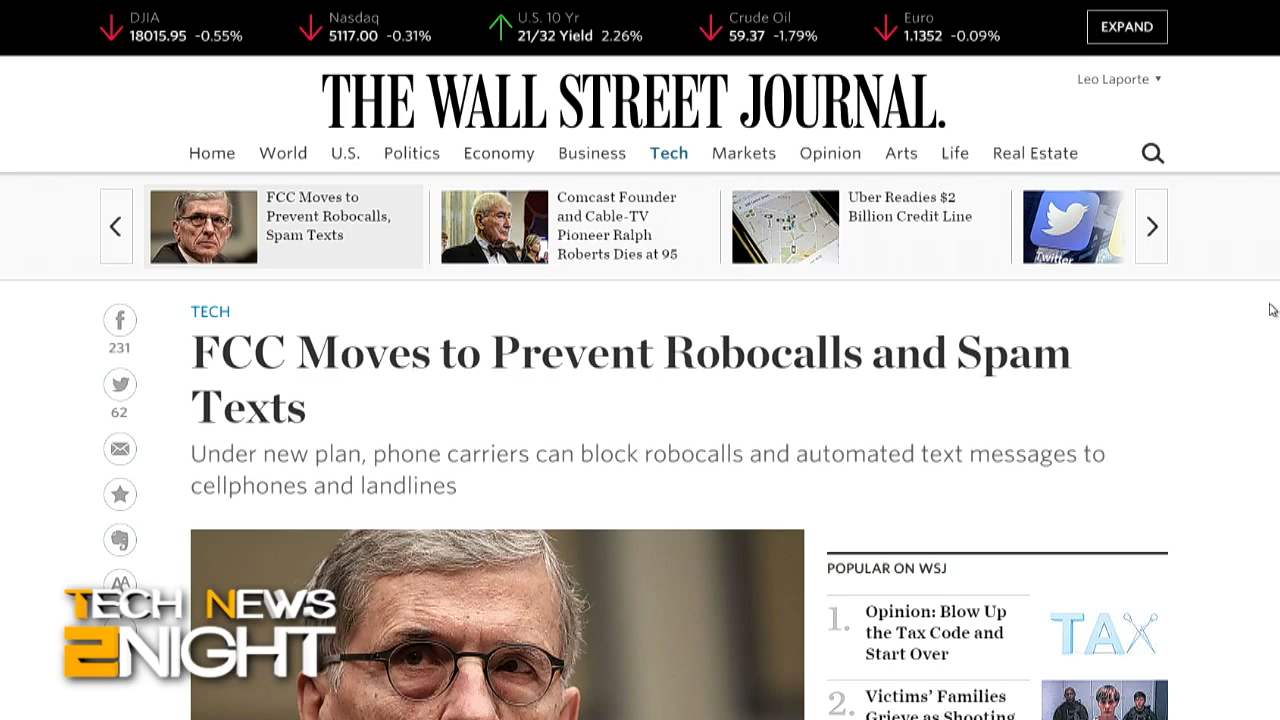 DJIA
18015.95 -0.55%
Nasdaq
5117.00 -0.31%
U.S. 10 Yr
21/32 Yield 2.26%
Crude Oil
59.37 -1.79%
Euro
1.1352 -0.09%
EXPAND
THE WALL STREET JOURNAL.
Leo Laporte
Home World U.S. Politics Economy Business Tech Markets Opinion Arts Life Real Estate
FCC Moves to
Prevent Robocalls,
Spam Texts
Comcast Founder
and Cable-TV
Pioneer Ralph
Roberts Dies at 95
Uber Readies $2
Billion Credit Line
Twitter
TECH
FCC Moves to Prevent Robocalls and Spam
Texts
Under new plan, phone carriers can block robocalls and automated text messages to
cellphones and landlines
231
62
AA
POPULAR ON WSJ
1. Opinion: Blow Up
the Tax Code and
Start Over
TAX
2. Victims' Families
Grieve as Shooting
TECH NEWS
2NIGHT